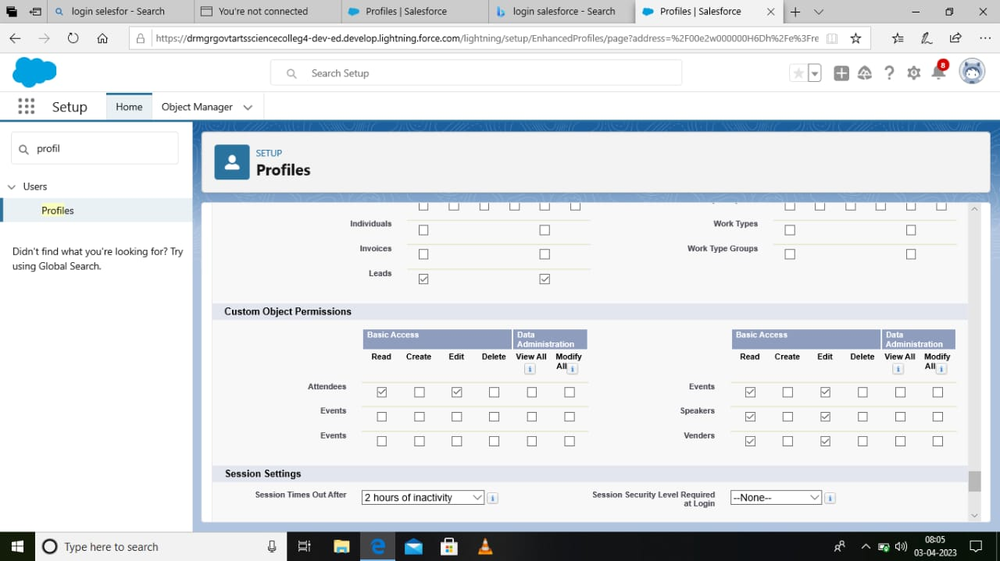 login selesfor - Search
You're not connected
Profiles | Salesforce
login salesforce - Search
Profiles | Salesforce
https://drmgrgovtartssciencecolleg4-dev-ed.develop.lightning.force.com/lightning/setup/EnhancedProfiles/page?address=%2F00e2w000000H6Dh%2Fe%3Fre
Search Setup
8
Setup
Home
Object Manager
profil
Users
Profiles
Didn't find what you're looking for? Try
using Global Search.
SETUP
Profiles
Individuals
Work Types
Invoices
Work Type Groups
Leads
Custom Object Permissions
Basic Access
Data Administration
Basic Access
Data Administration
Read Create Edit Delete View All Modify All
Read Create Edit Delete View All Modify All
Attendees
Events
Events
Speakers
Events
Venders
Session Settings
Session Times Out After
2 hours of inactivity
Session Security Level Required
at Login
--None--
Type here to search
08:05
03-04-2023